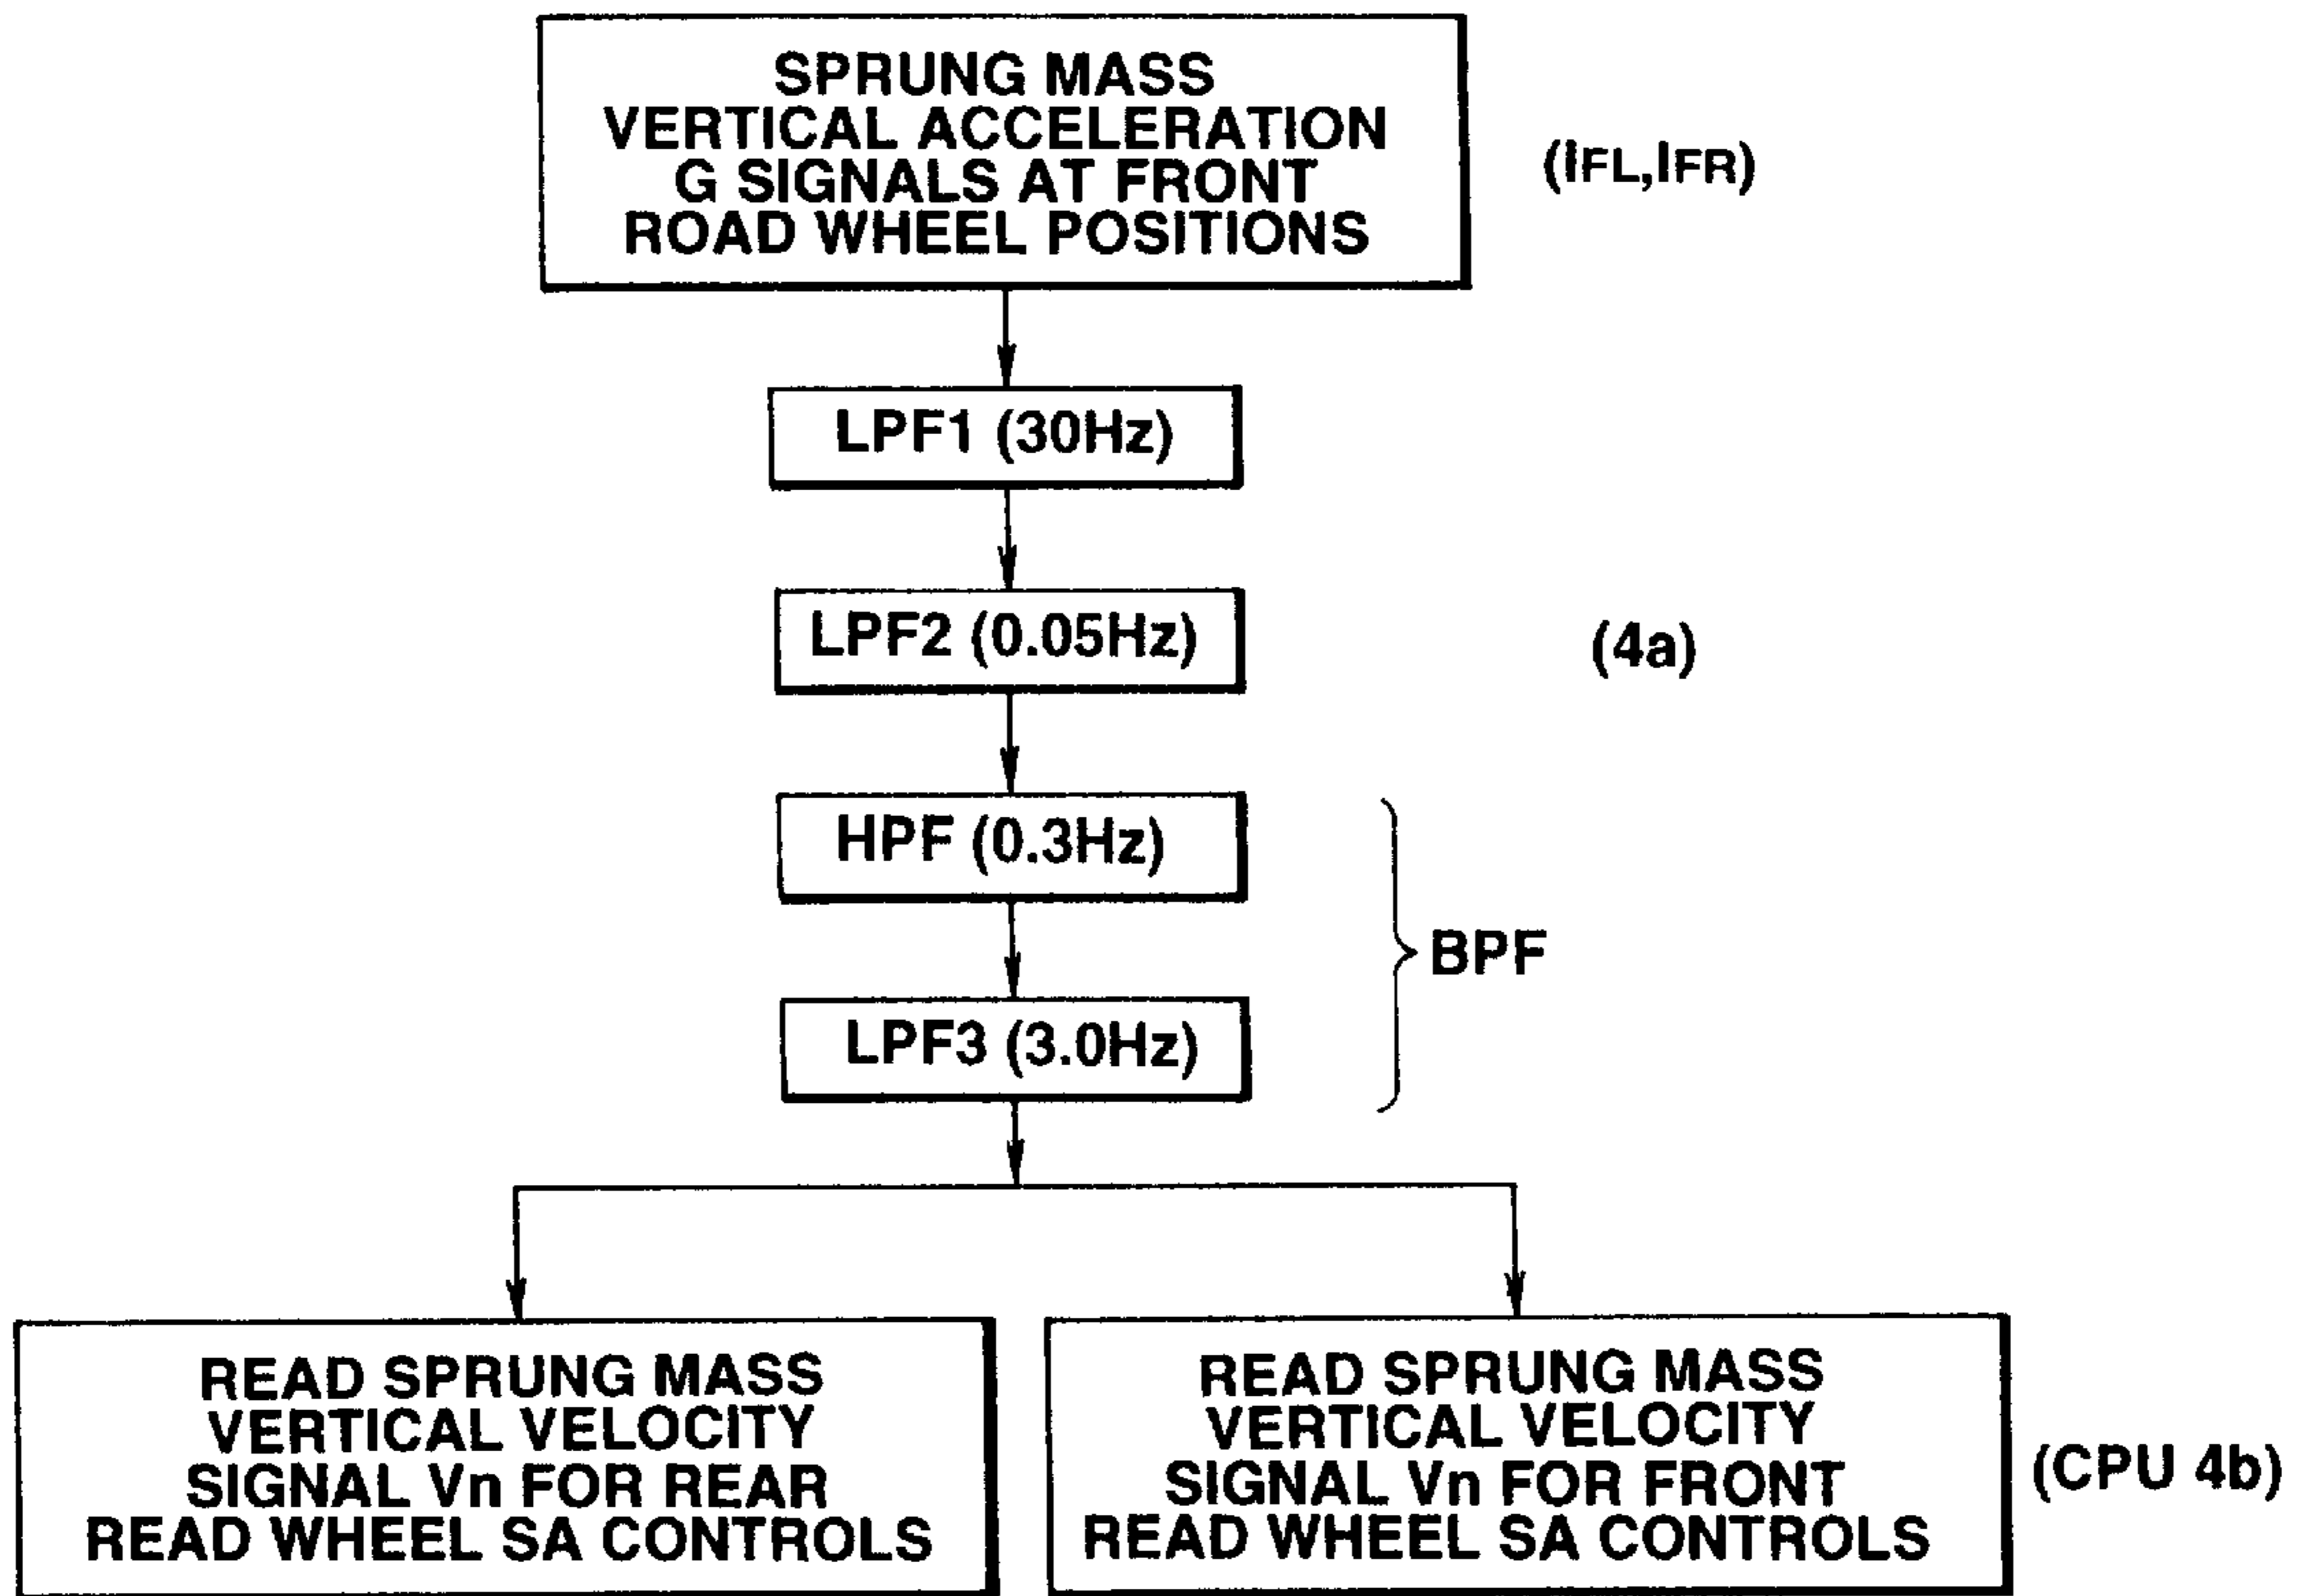 SPRUNG MASS
VERTICAL ACCELERATION
G SIGNALS AT FRONT
ROAD WHEEL POSITIONS
(IFL,IFR)
LPF1 (30Hz)
LPF2 (0.05Hz)
(4a)
HPF (0.3Hz)
BPF
LPF3 (3.0Hz)
READ SPRUNG MASS
VERTICAL VELOCITY
SIGNAL Vn FOR REAR
READ WHEEL SA CONTROLS
READ SPRUNG MASS
VERTICAL VELOCITY
SIGNAL Vn FOR FRONT
READ WHEEL SA CONTROLS
(CPU 4b)